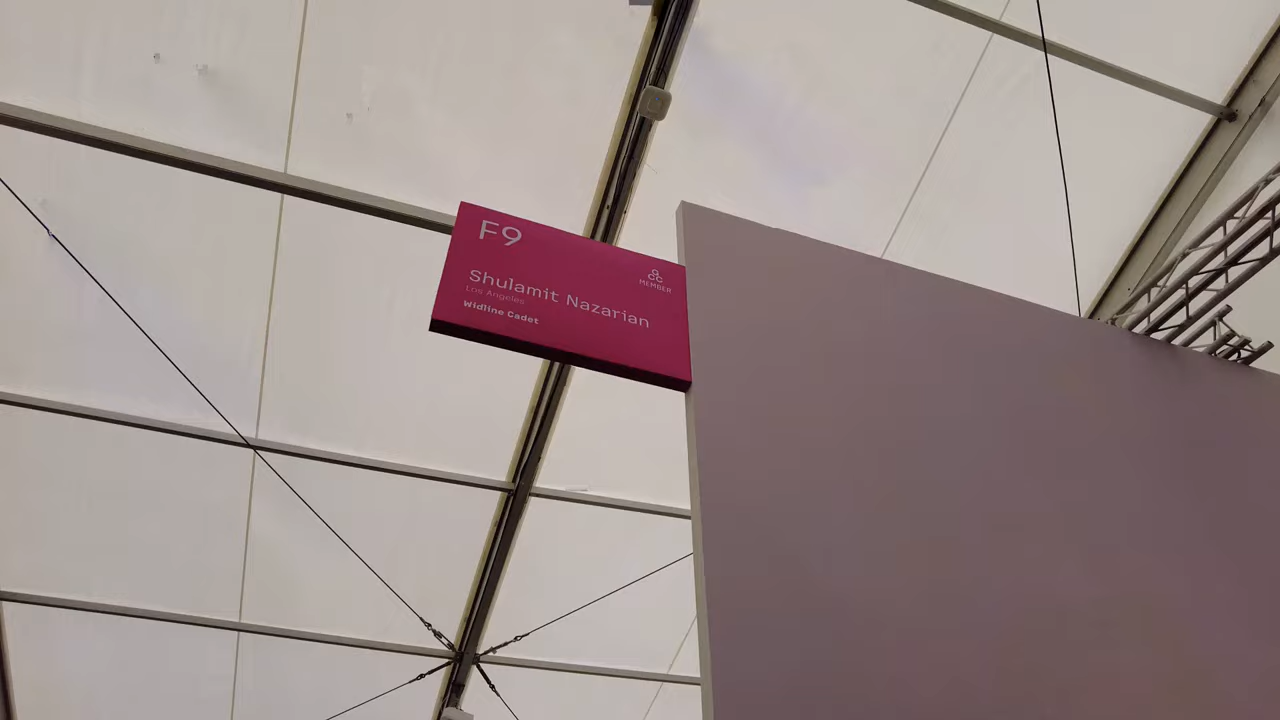 F9
MEMBER
Shulamit Nazarian
Los Angeles
Widline Cadet